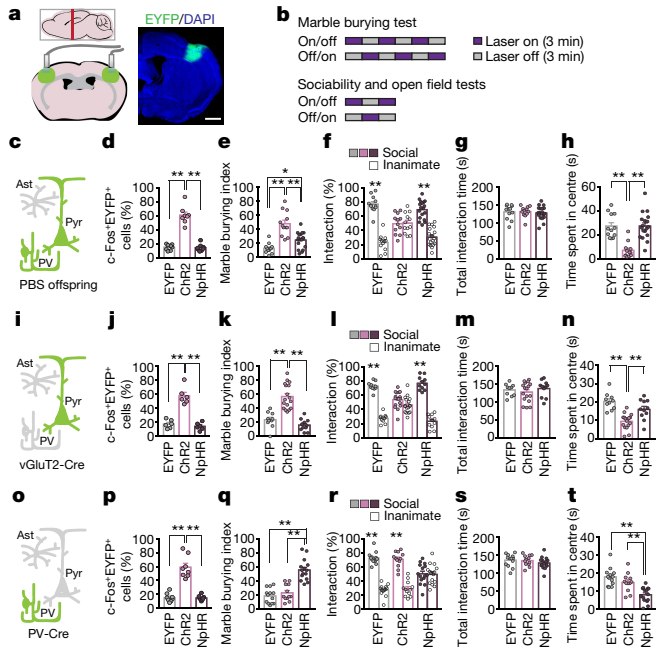 a
EYFP/DAPI
b
Marble burying test
On/off
Off/on
Laser on (3 min)
Laser off (3 min)
Sociability and open field tests
On/off
Off/on
c
Ast
Pyr
PV
PBS offspring
d
c-Fos+EYFP+
cells (%)
100
80
60
40
20
0
** **
EYFP
ChR2
NpHR
e
Marble burying index
100
80
60
40
20
0
*
** **
EYFP
ChR2
NpHR
f
Social
Inanimate
Interaction (%)
100
80
60
40
20
0
** **
EYFP
ChR2
NpHR
g
Total interaction time (s)
200
150
100
50
0
EYFP
ChR2
NpHR
h
Time spent in centre (s)
60
40
20
0
** **
EYFP
ChR2
NpHR
i
Ast
Pyr
PV
vGluT2-Cre
j
c-Fos+EYFP+
cells (%)
100
80
60
40
20
0
** **
EYFP
ChR2
NpHR
k
Marble burying index
100
80
60
40
20
0
** **
EYFP
ChR2
NpHR
l
Interaction (%)
100
80
60
40
20
0
** **
EYFP
ChR2
NpHR
m
Total interaction time (s)
200
150
100
50
0
EYFP
ChR2
NpHR
n
Time spent in centre (s)
40
30
20
10
0
** **
EYFP
ChR2
NpHR
o
Ast
Pyr
PV
PV-Cre
p
c-Fos+EYFP+
cells (%)
100
80
60
40
20
0
** **
EYFP
ChR2
NpHR
q
Marble burying index
100
80
60
40
20
0
**
**
EYFP
ChR2
NpHR
r
Social
Inanimate
Interaction (%)
100
80
60
40
20
0
** **
EYFP
ChR2
NpHR
s
Total interaction time (s)
200
150
100
50
0
EYFP
ChR2
NpHR
t
Time spent in centre (s)
40
30
20
10
0
**
**
EYFP
ChR2
NpHR